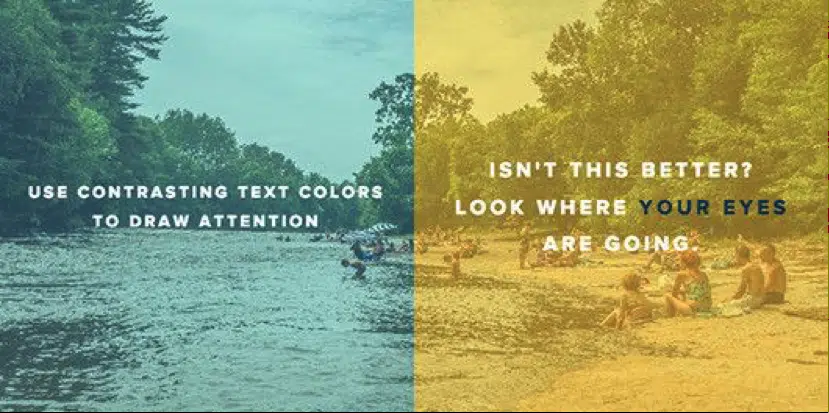 USE CONTRASTING TEXT COLORS
TO DRAW ATTENTION
ISN'T THIS BETTER?
LOOK WHERE YOUR EYES
ARE GOING.